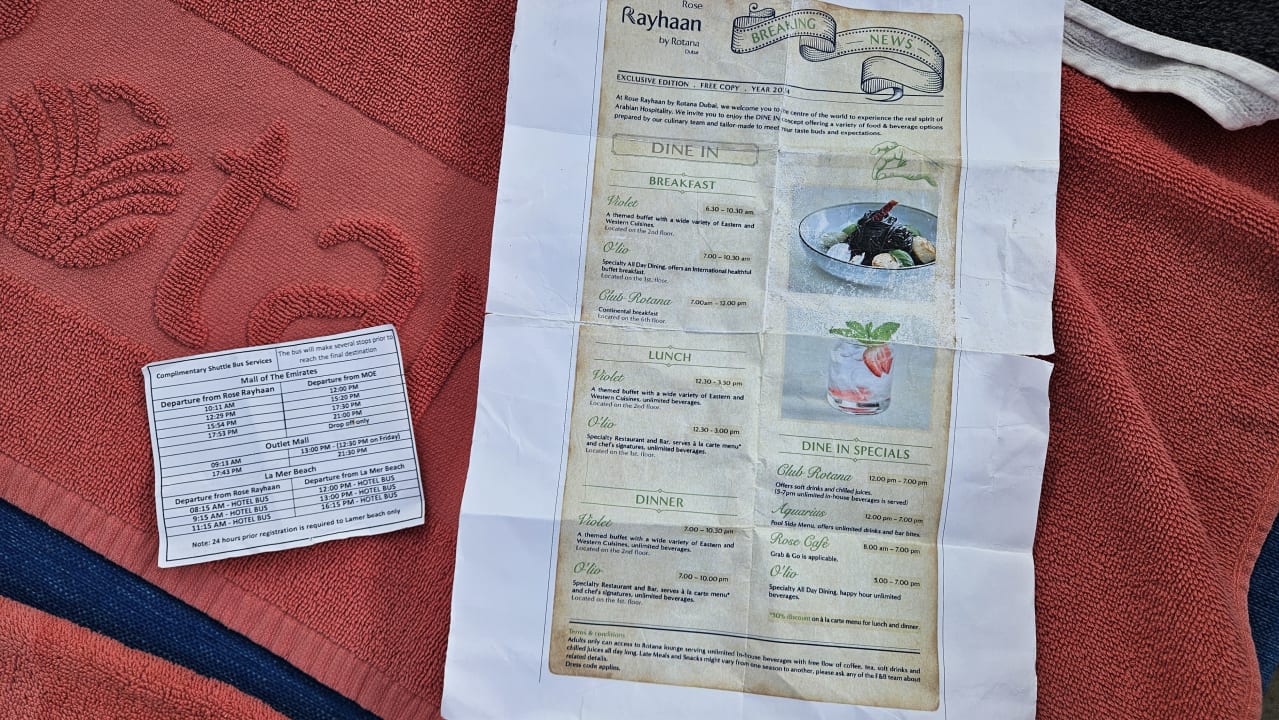 Complimentary Shuttle Bus Services
The bus will make several stops prior to
reach the final destination
Mall of The Emirates
Departure from Rose Rayhaan
Departure from MOE
10:11 AM
12:00 PM
12:29 PM
15:20 PM
15:54 PM
17:30 PM
17:53 PM
21:00 PM
Drop off only
Outlet Mall
09:13 AM
13:00 PM - (12:30 PM on Friday)
17:43 PM
21:30 PM
La Mer Beach
Departure from Rose Rayhaan
Departure from La Mer Beach
08:15 AM - HOTEL BUS
12:00 PM - HOTEL BUS
9:15 AM - HOTEL BUS
13:00 PM - HOTEL BUS
11:15 AM - HOTEL BUS
16:15 PM - HOTEL BUS
Note: 24 hours prior registration is required to Lamer beach only
Rose
Rayhaan
by Rotana
Dubai
BREAKING
NEWS
EXCLUSIVE EDITION . FREE COPY . YEAR 2024
At Rose Rayhaan by Rotana Dubai, we welcome you to the centre of the world to experience the real spirit of
Arabian Hospitality. We invite you to enjoy the DINE IN concept offering a variety of food & beverage options
prepared by our culinary team and tailor-made to meet your taste buds and expectations.
DINE IN
BREAKFAST
Violet
6.30 - 10.30 am
A themed buffet with a wide variety of Eastern and
Western Cuisines.
Located on the 2nd floor.
O'lio
7.00 - 10.30 am
Specialty All Day Dining, offers an International healthful
buffet breakfast.
Located on the 1st. floor.
Club Rotana
7.00am - 12.00 pm
Continental breakfast
Located on the 6th floor.
LUNCH
Violet
12.30 - 3.30 pm
A themed buffet with a wide variety of Eastern and
Western Cuisines, unlimited beverages.
Located on the 2nd floor.
O'lio
12.30 - 3.00 pm
Specialty Restaurant and Bar, serves à la carte menu*
and chef's signatures, unlimited beverages.
Located on the 1st. floor.
DINNER
Violet
7.00 - 10.30 pm
A themed buffet with a wide variety of Eastern and
Western Cuisines, unlimited beverages.
Located on the 2nd floor.
O'lio
7.00 - 10.00 pm
Specialty Restaurant and Bar, serves à la carte menu*
and chef's signatures, unlimited beverages.
Located on the 1st. floor.
DINE IN SPECIALS
Club Rotana
12.00 pm - 7.00 pm
Offers soft drinks and chilled juices.
(5-7pm unlimited in-house beverages is served)
Aquarius
12:00 pm - 7:00 pm
Pool Side Menu, offers unlimited drinks and bar bites.
Rose Café
8.00 am - 7.00 pm
Grab & Go is applicable.
O'lio
5.00 - 7.00 pm
Specialty All Day Dining, happy hour unlimited
beverages.
*30% discount on à la carte menu for lunch and dinner.
Terms & conditions
Adults only can access to Rotana lounge serving unlimited in-house beverages with free flow of coffee, tea, soft drinks and
chilled juices all day long. Late Meals and Snacks might vary from one season to another, please ask any of the F&B team about
related details.
Dress code applies.